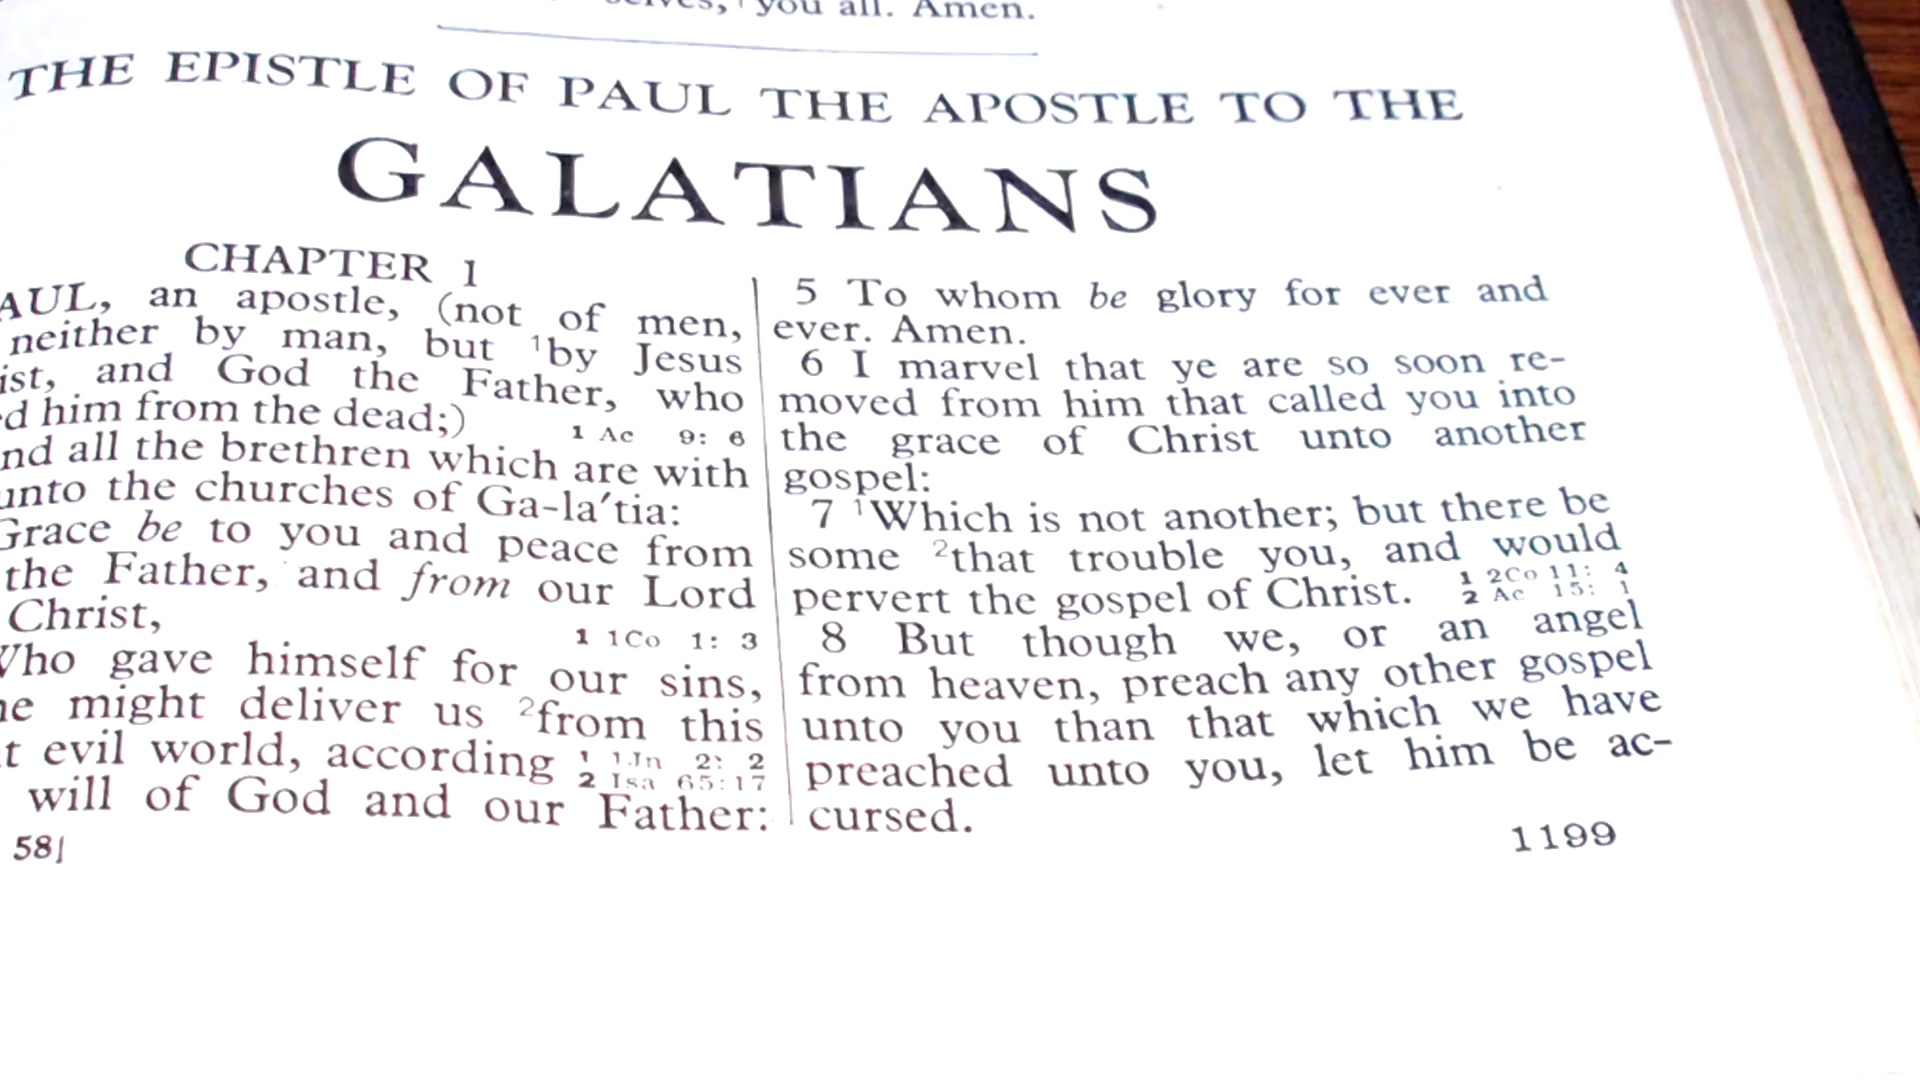 you all. Amen.
THE EPISTLE OF PAUL THE APOSTLE TO THE
GALATIANS
CHAPTER 1
AUL, an apostle, (not of men,
neither by man, but ¹by Jesus
ist, and God the Father, who
d him from the dead;) 1 Ac 9: 6
nd all the brethren which are with
unto the churches of Ga-la′tia:
Grace be to you and peace from
the Father, and from our Lord
Christ, 1 1Co 1: 3
Who gave himself for our sins,
he might deliver us ²from this
t evil world, according 1 1Jn 2: 2
2 Isa 65:17
will of God and our Father:
58]
5 To whom be glory for ever and
ever. Amen.
6 I marvel that ye are so soon re-
moved from him that called you into
the grace of Christ unto another
gospel:
7 ¹Which is not another; but there be
some ²that trouble you, and would
pervert the gospel of Christ. 1 2Co 11: 4
2 Ac 15: 1
8 But though we, or an angel
from heaven, preach any other gospel
unto you than that which we have
preached unto you, let him be ac-
cursed.
1199